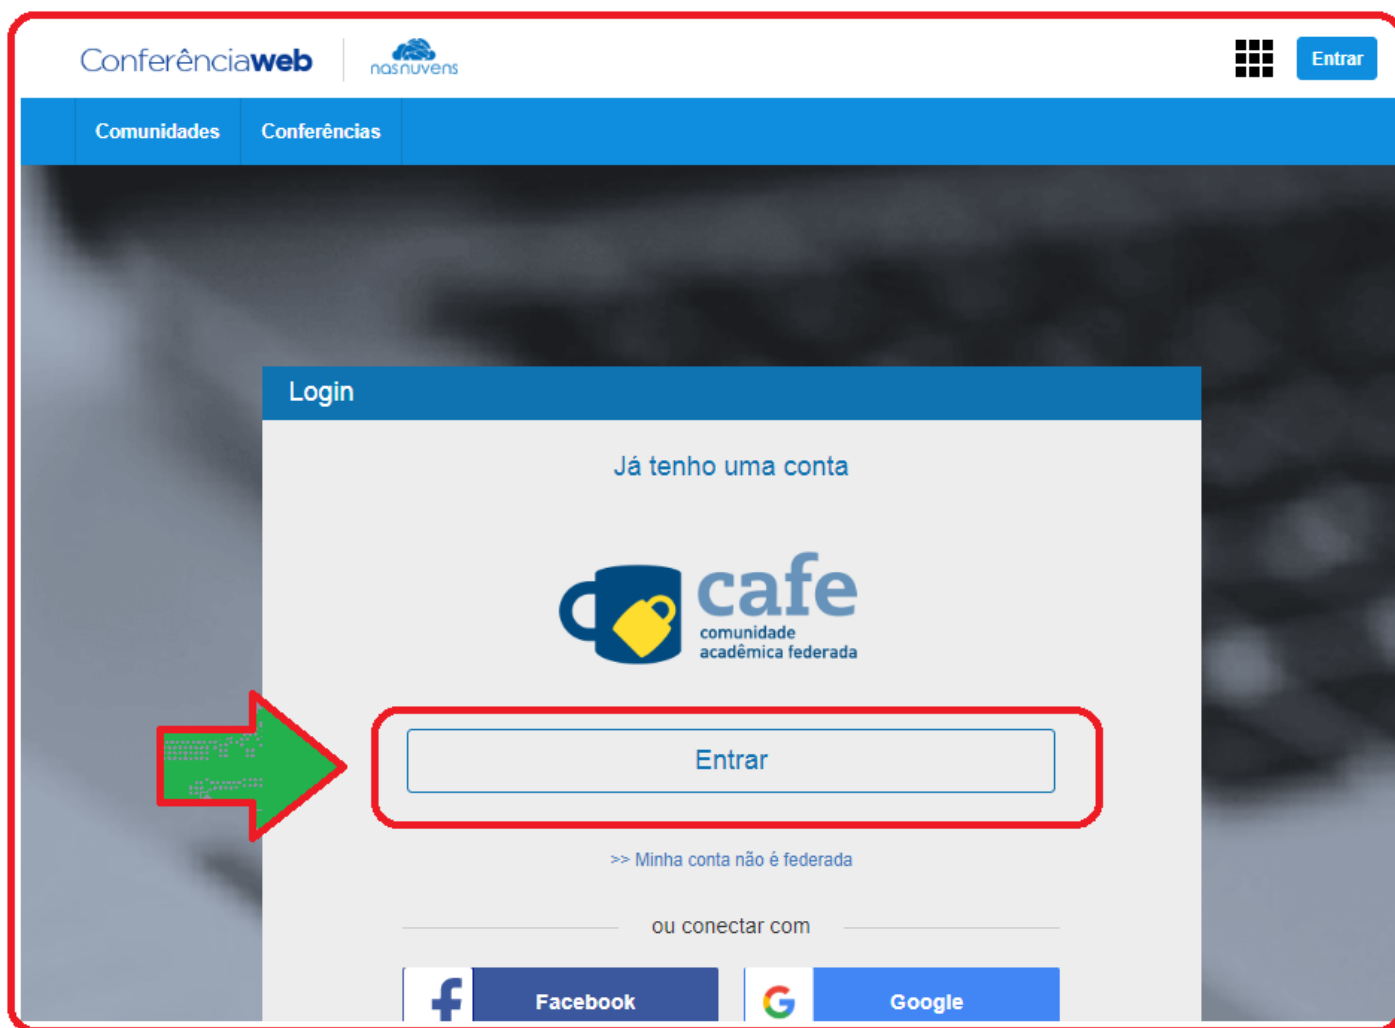 Conferênciaweb
nasnuvens
Entrar
Comunidades
Conferências
Login
Já tenho uma conta
cafe
comunidade
acadêmica federada
Entrar
>> Minha conta não é federada
ou conectar com
Facebook
Google